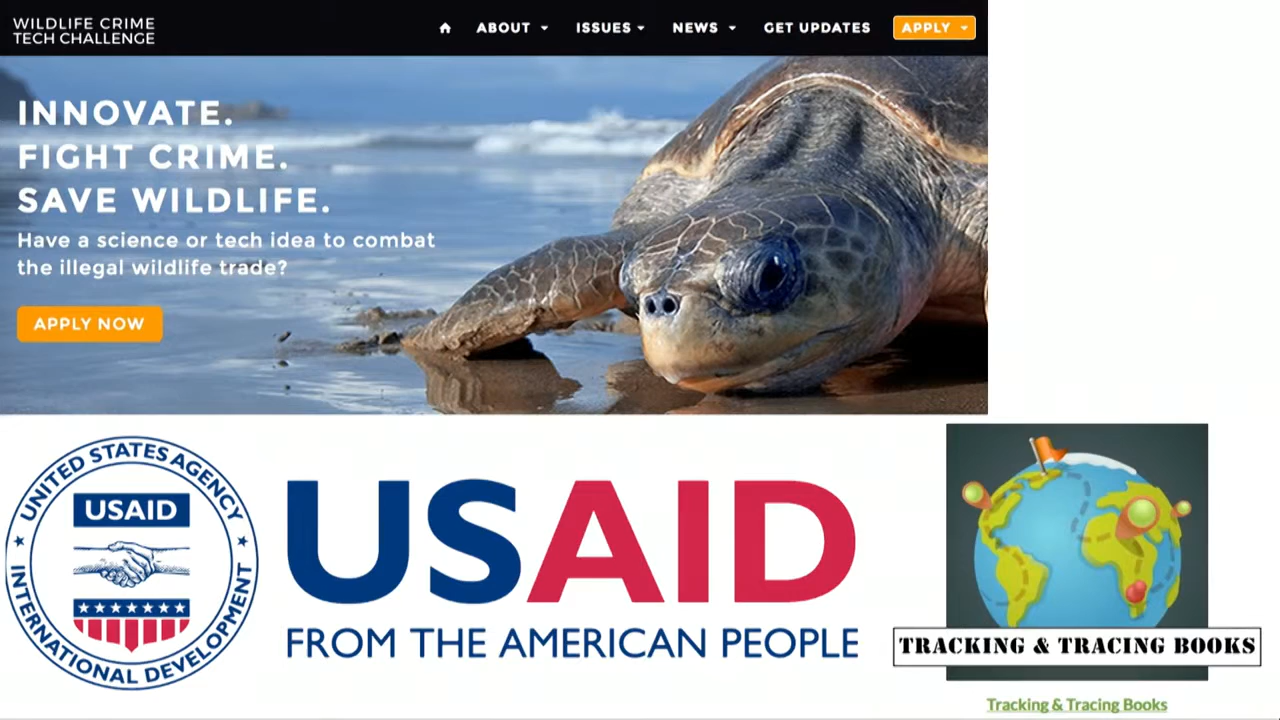 WILDLIFE CRIME
TECH CHALLENGE
ABOUT ISSUES NEWS GET UPDATES APPLY
INNOVATE.
FIGHT CRIME.
SAVE WILDLIFE.
Have a science or tech idea to combat
the illegal wildlife trade?
APPLY NOW
UNITED STATES AGENCY
USAID
INTERNATIONAL DEVELOPMENT
USAID
FROM THE AMERICAN PEOPLE
TRACKING & TRACING BOOKS
Tracking & Tracing Books